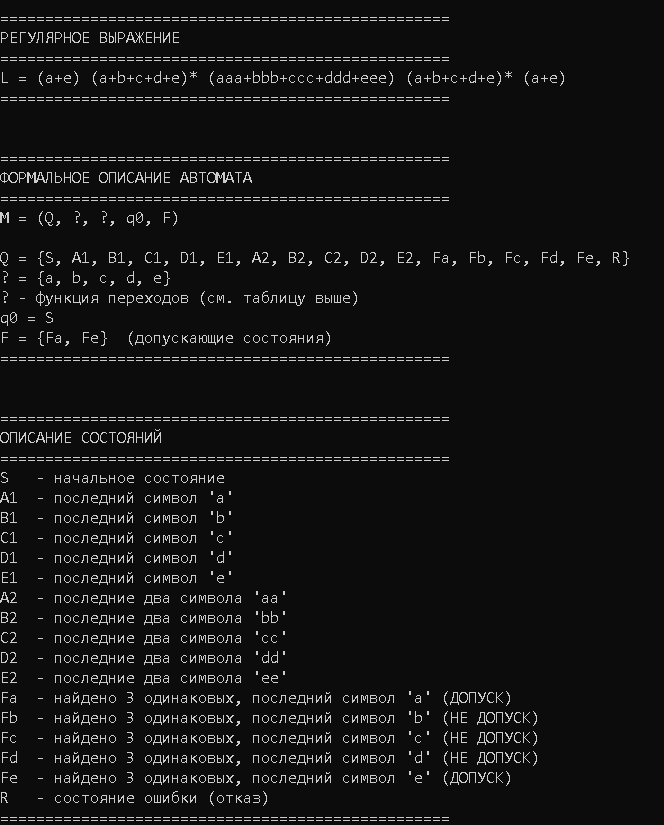 ==================================================
РЕГУЛЯРНОЕ ВЫРАЖЕНИЕ
==================================================
L = (a+e) (a+b+c+d+e)* (aaa+bbb+ccc+ddd+eee) (a+b+c+d+e)* (a+e)
==================================================
==================================================
ФОРМАЛЬНОЕ ОПИСАНИЕ АВТОМАТА
==================================================
M = (Q, ?, ?, q0, F)
Q = {S, A1, B1, C1, D1, E1, A2, B2, C2, D2, E2, Fa, Fb, Fc, Fd, Fe, R}
? = {a, b, c, d, e}
? - функция переходов (см. таблицу выше)
q0 = S
F = {Fa, Fe}  (допускающие состояния)
==================================================
==================================================
ОПИСАНИЕ СОСТОЯНИЙ
==================================================
S   - начальное состояние
A1  - последний символ 'a'
B1  - последний символ 'b'
C1  - последний символ 'c'
D1  - последний символ 'd'
E1  - последний символ 'e'
A2  - последние два символа 'aa'
B2  - последние два символа 'bb'
C2  - последние два символа 'cc'
D2  - последние два символа 'dd'
E2  - последние два символа 'ee'
Fa  - найдено 3 одинаковых, последний символ 'a' (ДОПУСК)
Fb  - найдено 3 одинаковых, последний символ 'b' (НЕ ДОПУСК)
Fc  - найдено 3 одинаковых, последний символ 'c' (НЕ ДОПУСК)
Fd  - найдено 3 одинаковых, последний символ 'd' (НЕ ДОПУСК)
Fe  - найдено 3 одинаковых, последний символ 'e' (ДОПУСК)
R   - состояние ошибки (отказ)
==================================================